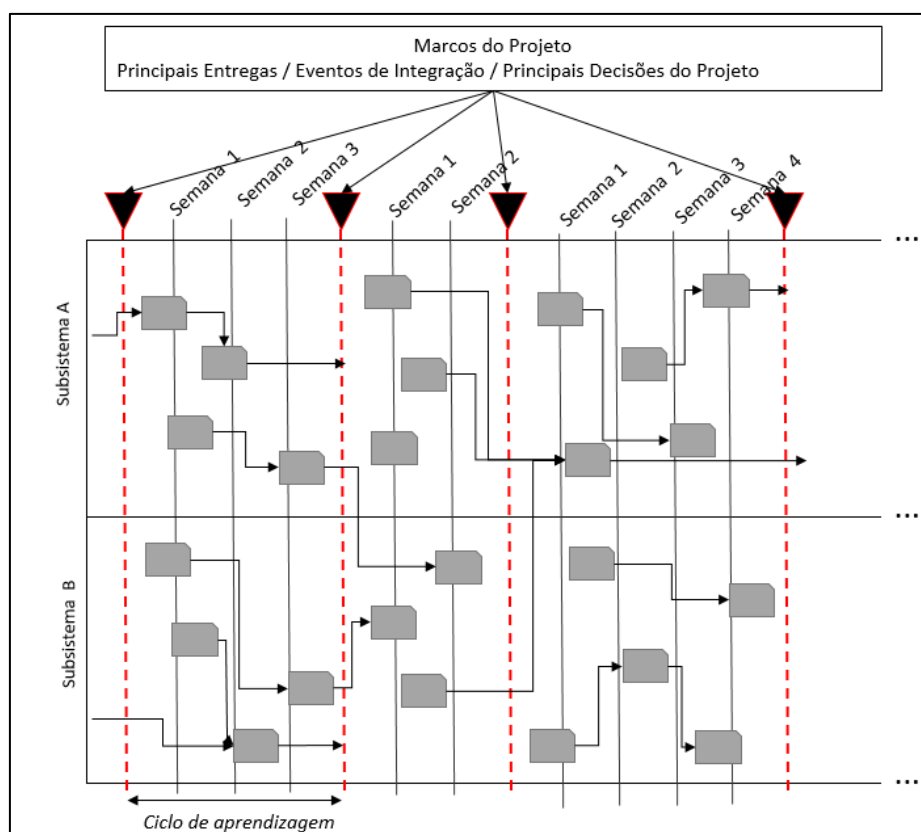 Marcos do Projeto
Principais Entregas / Eventos de Integração / Principais Decisões do Projeto
Semana 1
Semana 2
Semana 3
Semana 1
Semana 2
Semana 1
Semana 2
Semana 3
Semana 4
...
Subsistema A
...
Subsistema B
...
Ciclo de aprendizagem